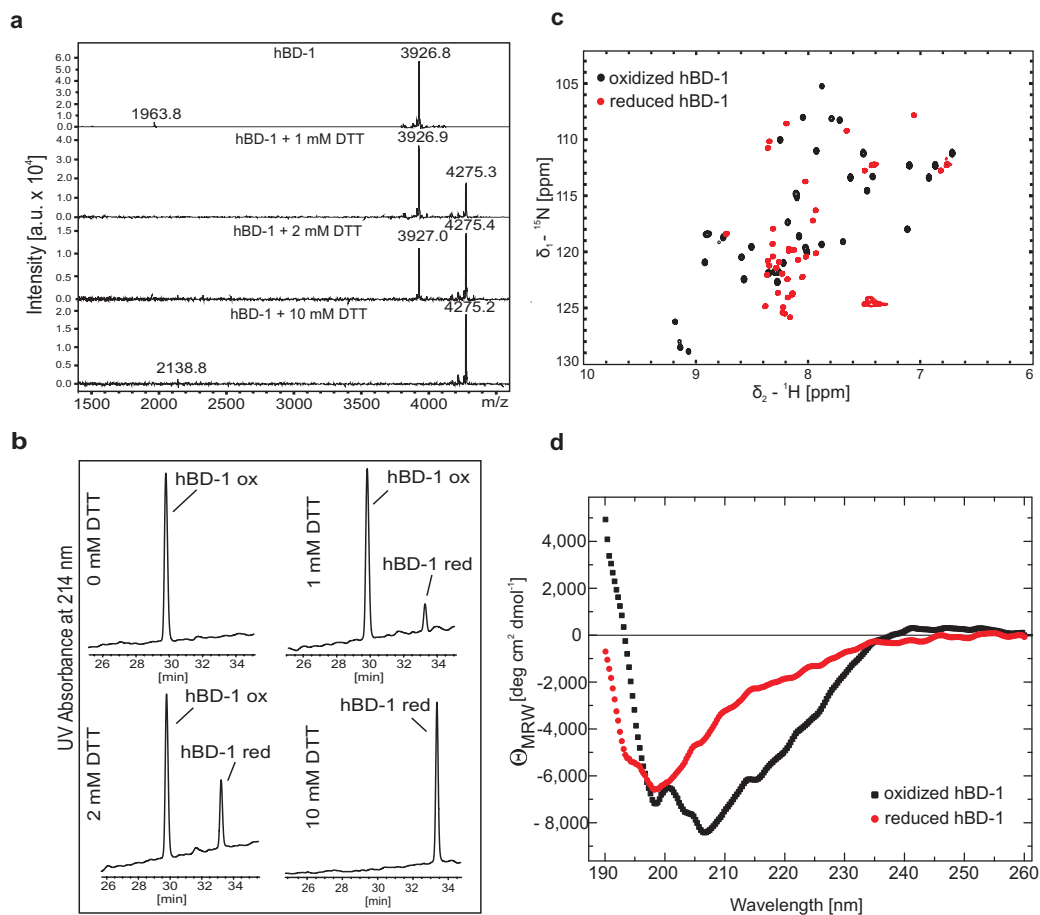 a
hBD-1
3926.8
1963.8
6.0
5.0
4.0
3.0
2.0
1.0
0.0
hBD-1 + 1 mM DTT
3926.9
4275.3
4.0
3.0
2.0
1.0
0.0
hBD-1 + 2 mM DTT
3927.0
4275.4
1.5
1.0
0.5
0.0
hBD-1 + 10 mM DTT
4275.2
2138.8
2.0
1.5
1.0
0.5
0.0
Intensity [a.u. x 10⁴]
1500 2000 2500 3000 3500 4000 m/z
b
UV Absorbance at 214 nm
0 mM DTT
hBD-1 ox
26 28 30 32 34
[min]
1 mM DTT
hBD-1 ox
hBD-1 red
26 28 30 32 34
[min]
2 mM DTT
hBD-1 ox
hBD-1 red
26 28 30 32 34
[min]
10 mM DTT
hBD-1 red
26 28 30 32 34
[min]
c
oxidized hBD-1
reduced hBD-1
105
110
115
120
125
130
δ₁- ¹⁵N [ppm]
10 9 8 7 6
δ₂ - ¹H [ppm]
d
4,000
2,000
0
-2,000
-4,000
-6,000
- 8,000
Θ_MRW [deg cm² dmol⁻¹]
oxidized hBD-1
reduced hBD-1
190 200 210 220 230 240 250 260
Wavelength [nm]